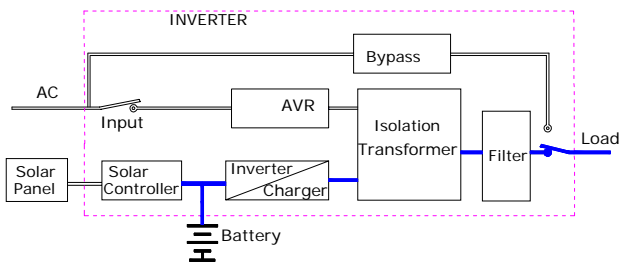 INVERTER
Bypass
AC
Input
AVR
Isolation
Transformer
Filter
Load
Solar
Panel
Solar
Controller
Inverter
Charger
Battery